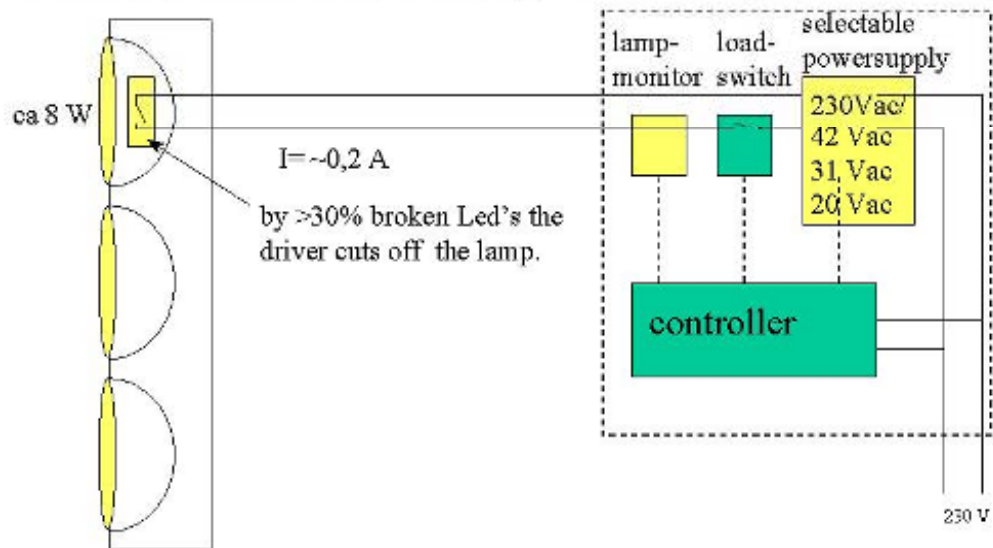 ca 8 W
I= ~0,2 A
by >30% broken Led's the
driver cuts off the lamp.
lamp-
monitor
load-
switch
selectable
powersupply
230Vac/
42 Vac
31 Vac
20 Vac
controller
230 V